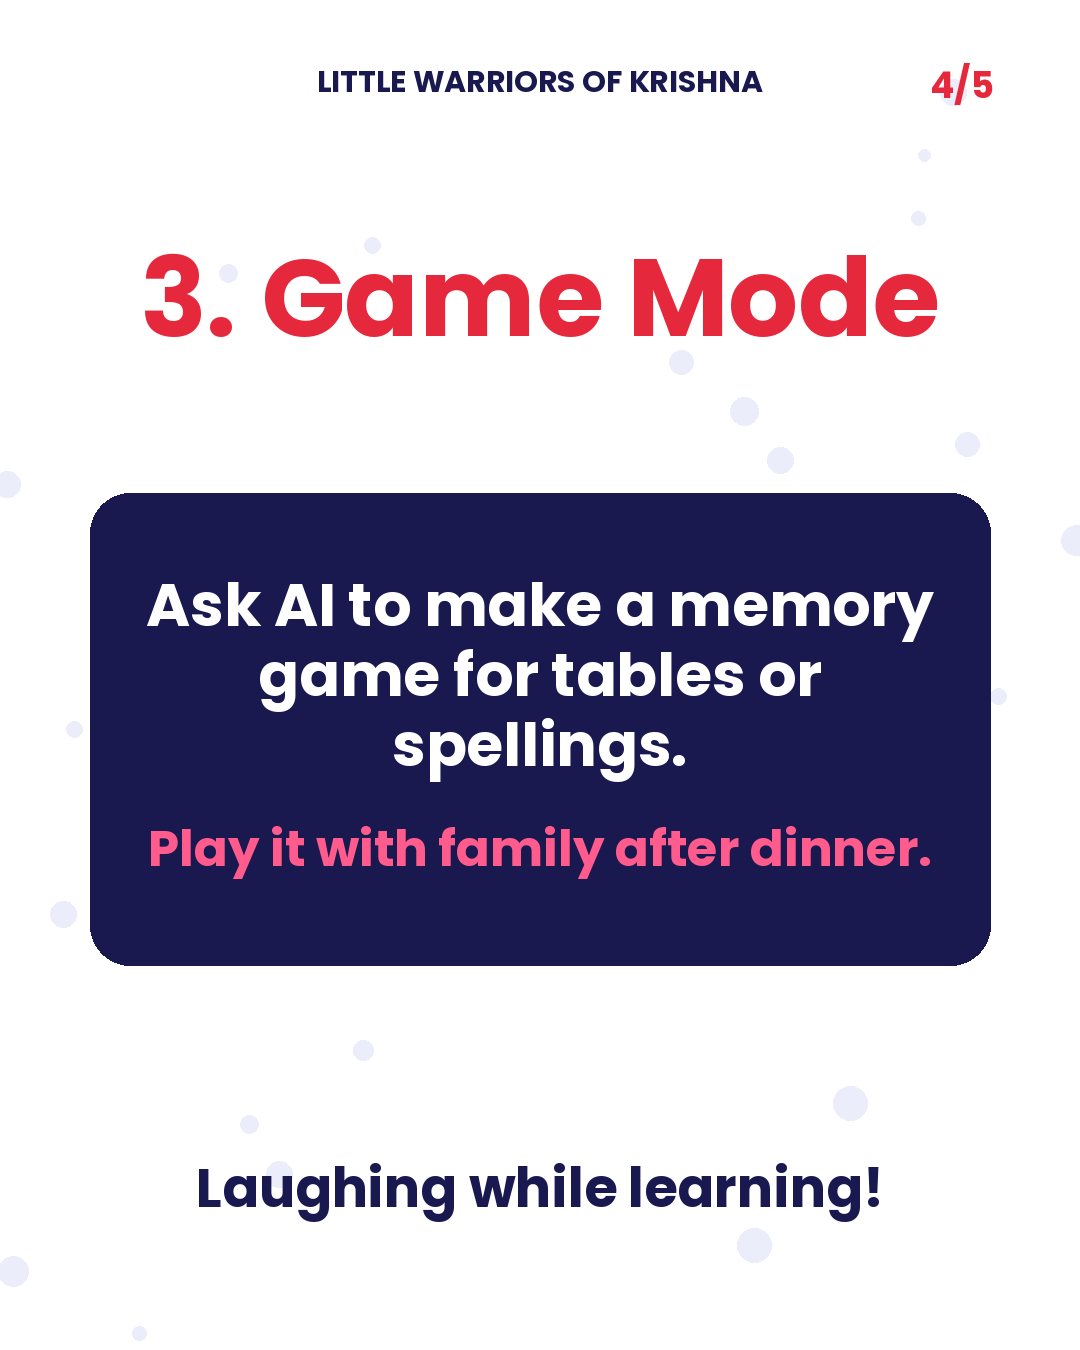 LITTLE WARRIORS OF KRISHNA
4/5
3. Game Mode
Ask AI to make a memory
game for tables or
spellings.
Play it with family after dinner.
Laughing while learning!